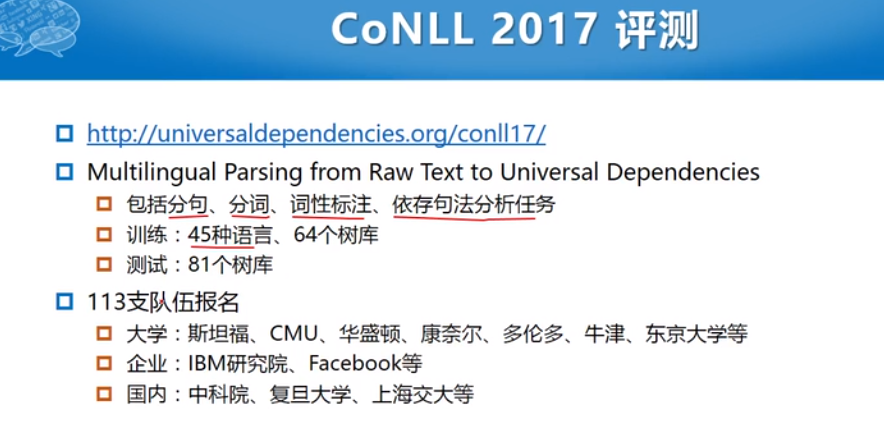 CoNLL 2017 评测
http://universaldependencies.org/conll17/
Multilingual Parsing from Raw Text to Universal Dependencies
包括分句、分词、词性标注、依存句法分析任务
训练：45种语言、64个树库
测试：81个树库
113支队伍报名
大学：斯坦福、CMU、华盛顿、康奈尔、多伦多、牛津、东京大学等
企业：IBM研究院、Facebook等
国内：中科院、复旦大学、上海交大等